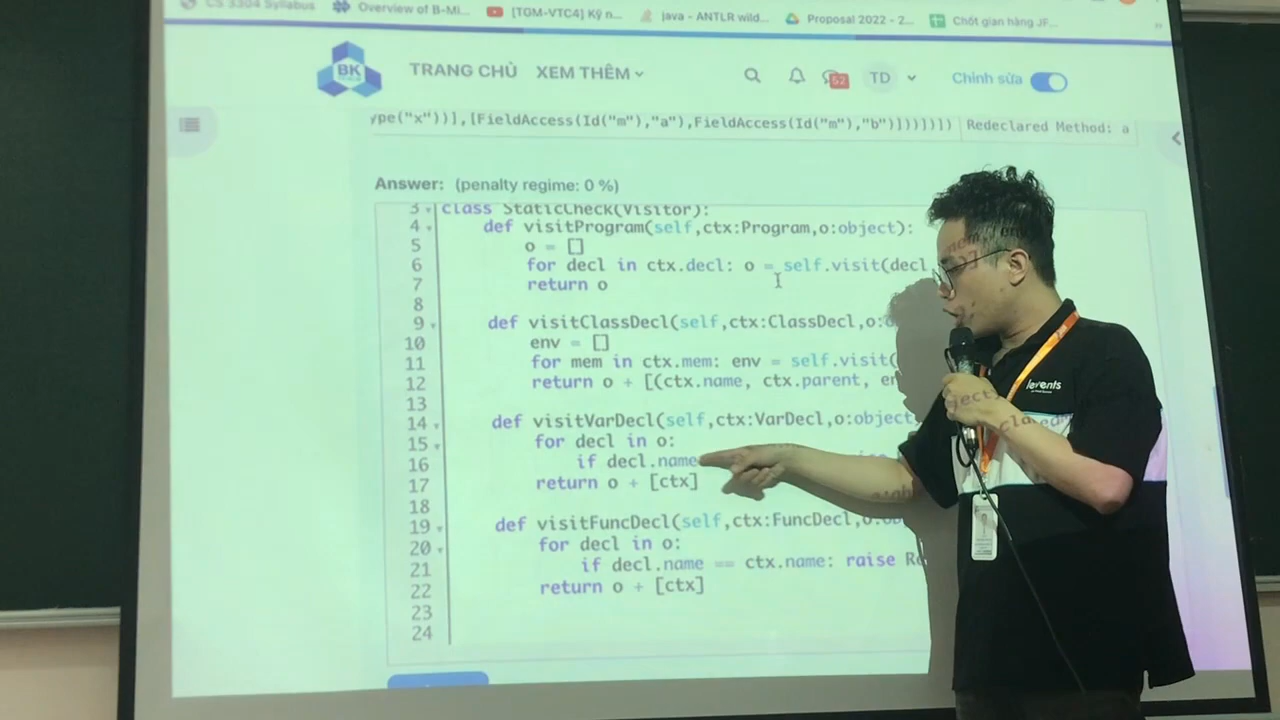 CS 3304 Syllabus Overview of B-Mi... [TGM-VTC4] Kỹ n... java - ANTLR wild... Proposal 2022 - 2... Chốt gian hàng JF...
BK TRANG CHỦ XEM THÊM 52 TD Chỉnh sửa
ype("x"))],[FieldAccess(Id("m"),"a"),FieldAccess(Id("m"),"b")]))])]) Redeclared Method: a
Answer: (penalty regime: 0 %)
3 class StaticCheck(Visitor):
4 def visitProgram(self,ctx:Program,o:object):
5 o = []
6 for decl in ctx.decl: o = self.visit(decl
7 return o
8
9 def visitClassDecl(self,ctx:ClassDecl,o:o
10 env = []
11 for mem in ctx.mem: env = self.visit(
12 return o + [(ctx.name, ctx.parent, en
13
14 def visitVarDecl(self,ctx:VarDecl,o:object
15 for decl in o:
16 if decl.name
17 return o + [ctx]
18
19 def visitFuncDecl(self,ctx:FuncDecl,o:ob
20 for decl in o:
21 if decl.name == ctx.name: raise Re
22 return o + [ctx]
23
24
levents